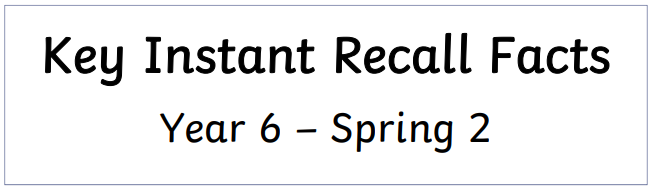 Key Instant Recall Facts
Year 6 – Spring 2